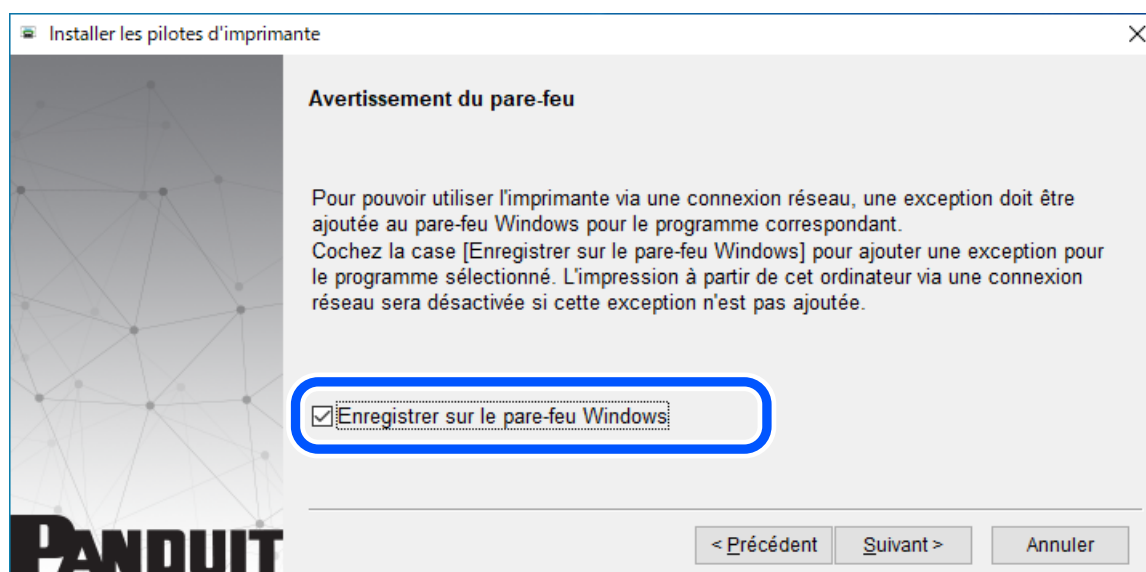 Installer les pilotes d'imprimante
Avertissement du pare-feu
Pour pouvoir utiliser l'imprimante via une connexion réseau, une exception doit être
ajoutée au pare-feu Windows pour le programme correspondant.
Cochez la case [Enregistrer sur le pare-feu Windows] pour ajouter une exception pour
le programme sélectionné. L'impression à partir de cet ordinateur via une connexion
réseau sera désactivée si cette exception n'est pas ajoutée.
Enregistrer sur le pare-feu Windows
PANDUIT
< Précédent Suivant > Annuler